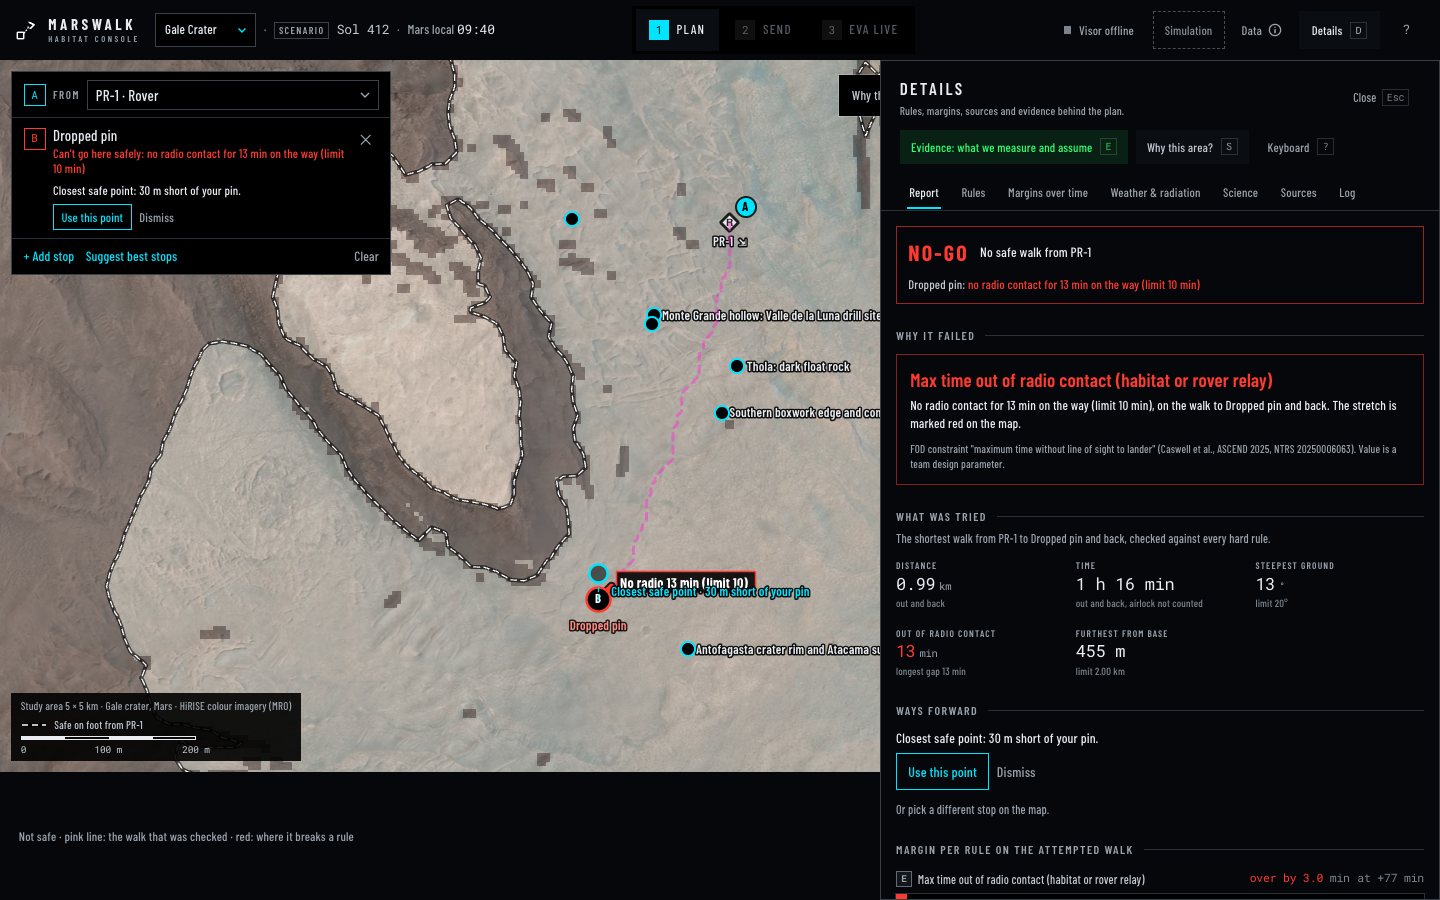 MARSWALK
HABITAT CONSOLE
Gale Crater
· SCENARIO Sol 412 · Mars local 09:40
1 PLAN
2 SEND
3 EVA LIVE
Visor offline
Simulation
Data
Details D
?
A FROM PR-1 · Rover
B Dropped pin
Can't go here safely: no radio contact for 13 min on the way (limit
10 min)
Closest safe point: 30 m short of your pin.
Use this point Dismiss
+ Add stop Suggest best stops Clear
Why th
A
PR-1
Monte Grande hollow: Valle de la Luna drill site
Thola: dark float rock
Southern boxwork edge and con
No radio 13 min (limit 10)
Closest safe point · 30 m short of your pin
B
Dropped pin
Antofagasta crater rim and Atacama su
Study area 5 × 5 km · Gale crater, Mars · HiRISE colour imagery (MRO)
Safe on foot from PR-1
0 100 m 200 m
Not safe · pink line: the walk that was checked · red: where it breaks a rule
DETAILS
Rules, margins, sources and evidence behind the plan.
Close Esc
Evidence: what we measure and assume E
Why this area? S
Keyboard ?
Report Rules Margins over time Weather & radiation Science Sources Log
NO-GO No safe walk from PR-1
Dropped pin: no radio contact for 13 min on the way (limit 10 min)
WHY IT FAILED
Max time out of radio contact (habitat or rover relay)
No radio contact for 13 min on the way (limit 10 min), on the walk to Dropped pin and back. The stretch is
marked red on the map.
FOD constraint "maximum time without line of sight to lander" (Caswell et al., ASCEND 2025, NTRS 20250006063). Value is a
team design parameter.
WHAT WAS TRIED
The shortest walk from PR-1 to Dropped pin and back, checked against every hard rule.
DISTANCE TIME STEEPEST GROUND
0.99 km 1 h 16 min 13 °
out and back out and back, airlock not counted limit 20°
OUT OF RADIO CONTACT FURTHEST FROM BASE
13 min 455 m
longest gap 13 min limit 2.00 km
WAYS FORWARD
Closest safe point: 30 m short of your pin.
Use this point Dismiss
Or pick a different stop on the map.
MARGIN PER RULE ON THE ATTEMPTED WALK
E Max time out of radio contact (habitat or rover relay) over by 3.0 min at +77 min